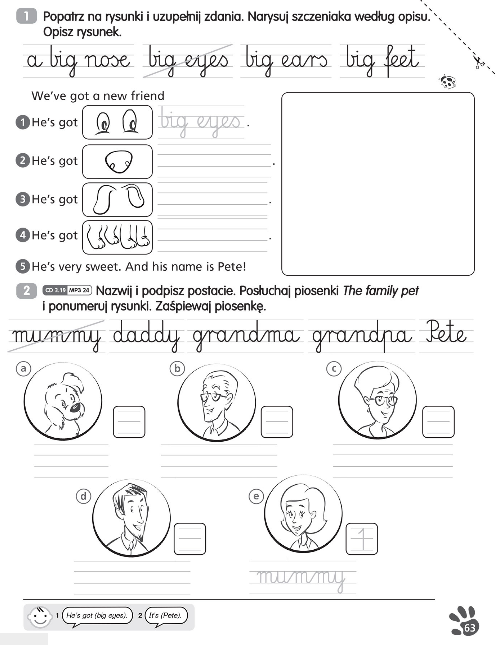 1 Popatrz na rysunki i uzupełnij zdania. Narysuj szczeniaka według opisu.
Opisz rysunek.
a big nose big eyes big ears big feet
We've got a new friend
1 He's got big eyes .
2 He's got .
3 He's got .
4 He's got .
5 He's very sweet. And his name is Pete!
2 CD 2.19 MP3 24 Nazwij i podpisz postacie. Posłuchaj piosenki The family pet
i ponumeruj rysunki. Zaśpiewaj piosenkę.
mummy daddy grandma grandpa Pete
a b c
d e
1
mummy
1 He's got (big eyes). 2 It's (Pete).
63